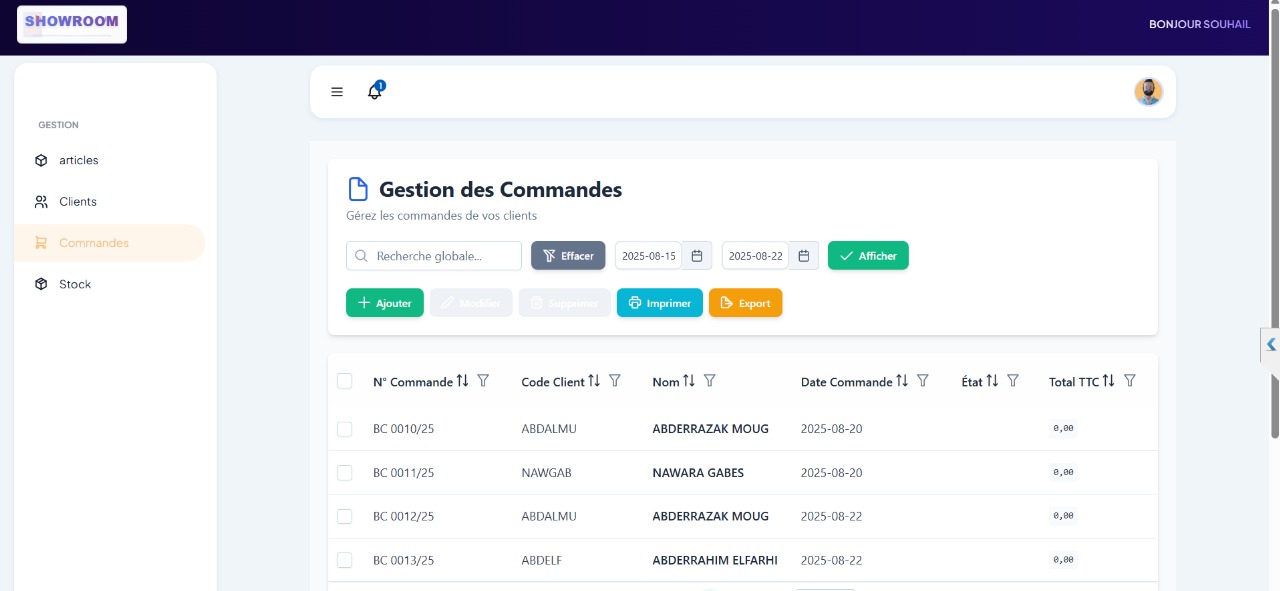 SHOWROOM
BONJOUR SOUHAIL
1
GESTION
articles
Clients
Commandes
Stock
Gestion des Commandes
Gérez les commandes de vos clients
Recherche globale... Effacer 2025-08-15 2025-08-22 Afficher
Ajouter Modifier Supprimer Imprimer Export
N° Commande Code Client Nom Date Commande État Total TTC
BC 0010/25 ABDALMU ABDERRAZAK MOUG 2025-08-20 0,00
BC 0011/25 NAWGAB NAWARA GABES 2025-08-20 0,00
BC 0012/25 ABDALMU ABDERRAZAK MOUG 2025-08-22 0,00
BC 0013/25 ABDELF ABDERRAHIM ELFARHI 2025-08-22 0,00